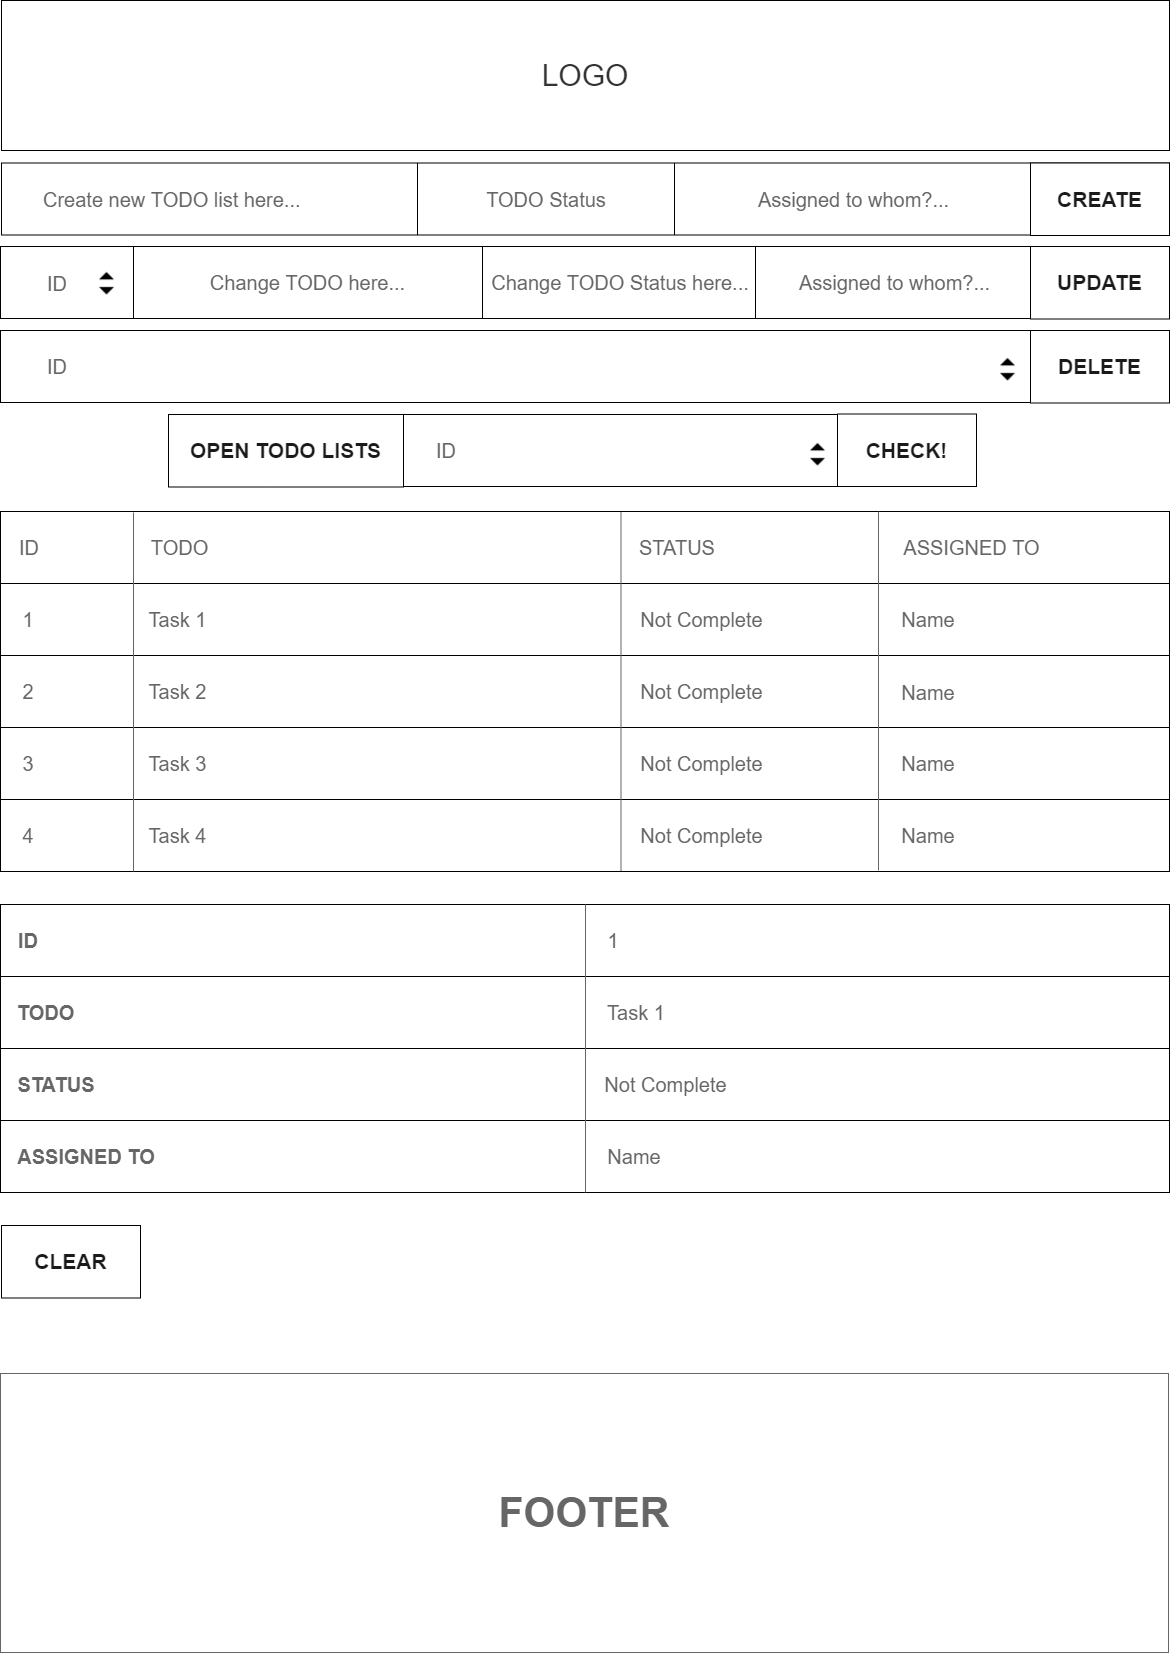 LOGO
Create new TODO list here... TODO Status Assigned to whom?... CREATE
ID Change TODO here... Change TODO Status here... Assigned to whom?... UPDATE
ID DELETE
OPEN TODO LISTS ID CHECK!
ID TODO STATUS ASSIGNED TO
1 Task 1 Not Complete Name
2 Task 2 Not Complete Name
3 Task 3 Not Complete Name
4 Task 4 Not Complete Name
ID 1
TODO Task 1
STATUS Not Complete
ASSIGNED TO Name
CLEAR
FOOTER